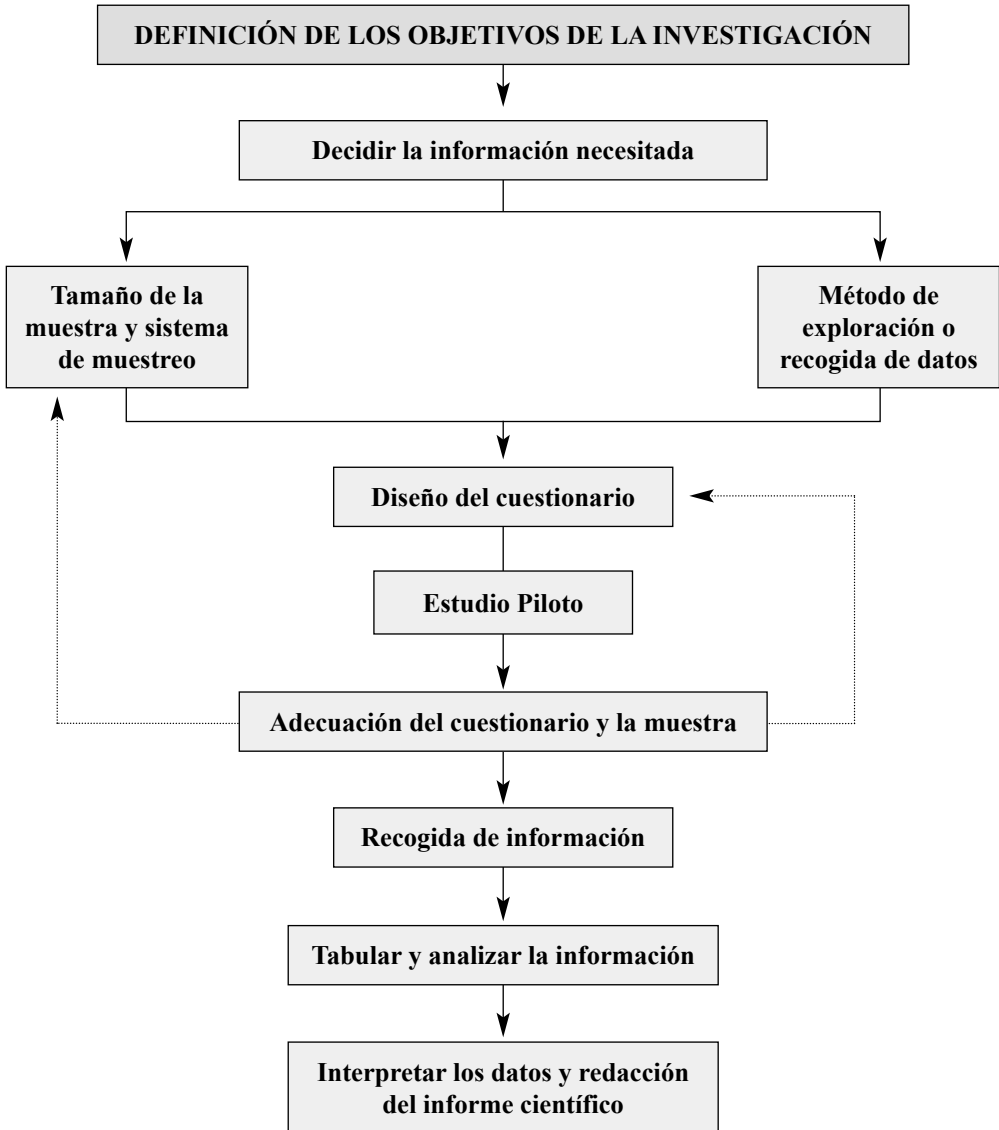 DEFINICIÓN DE LOS OBJETIVOS DE LA INVESTIGACIÓN
Decidir la información necesitada
Tamaño de la
muestra y sistema
de muestreo
Método de
exploración o
recogida de datos
Diseño del cuestionario
Estudio Piloto
Adecuación del cuestionario y la muestra
Recogida de información
Tabular y analizar la información
Interpretar los datos y redacción
del informe científico